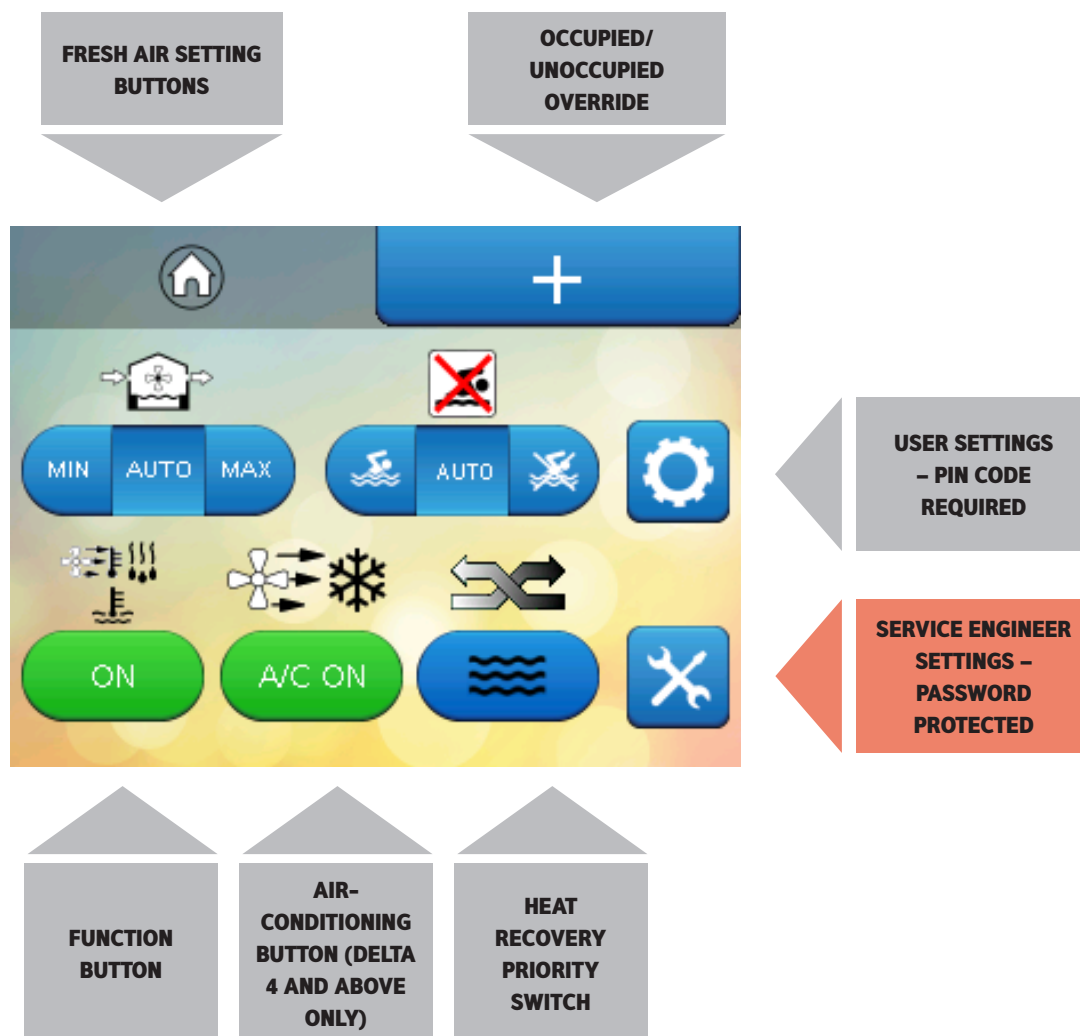 FRESH AIR SETTING
BUTTONS
OCCUPIED/
UNOCCUPIED
OVERRIDE
+
MIN AUTO MAX
AUTO
USER SETTINGS
– PIN CODE
REQUIRED
ON
A/C ON
SERVICE ENGINEER
SETTINGS –
PASSWORD
PROTECTED
FUNCTION
BUTTON
AIR-
CONDITIONING
BUTTON (DELTA
4 AND ABOVE
ONLY)
HEAT
RECOVERY
PRIORITY
SWITCH